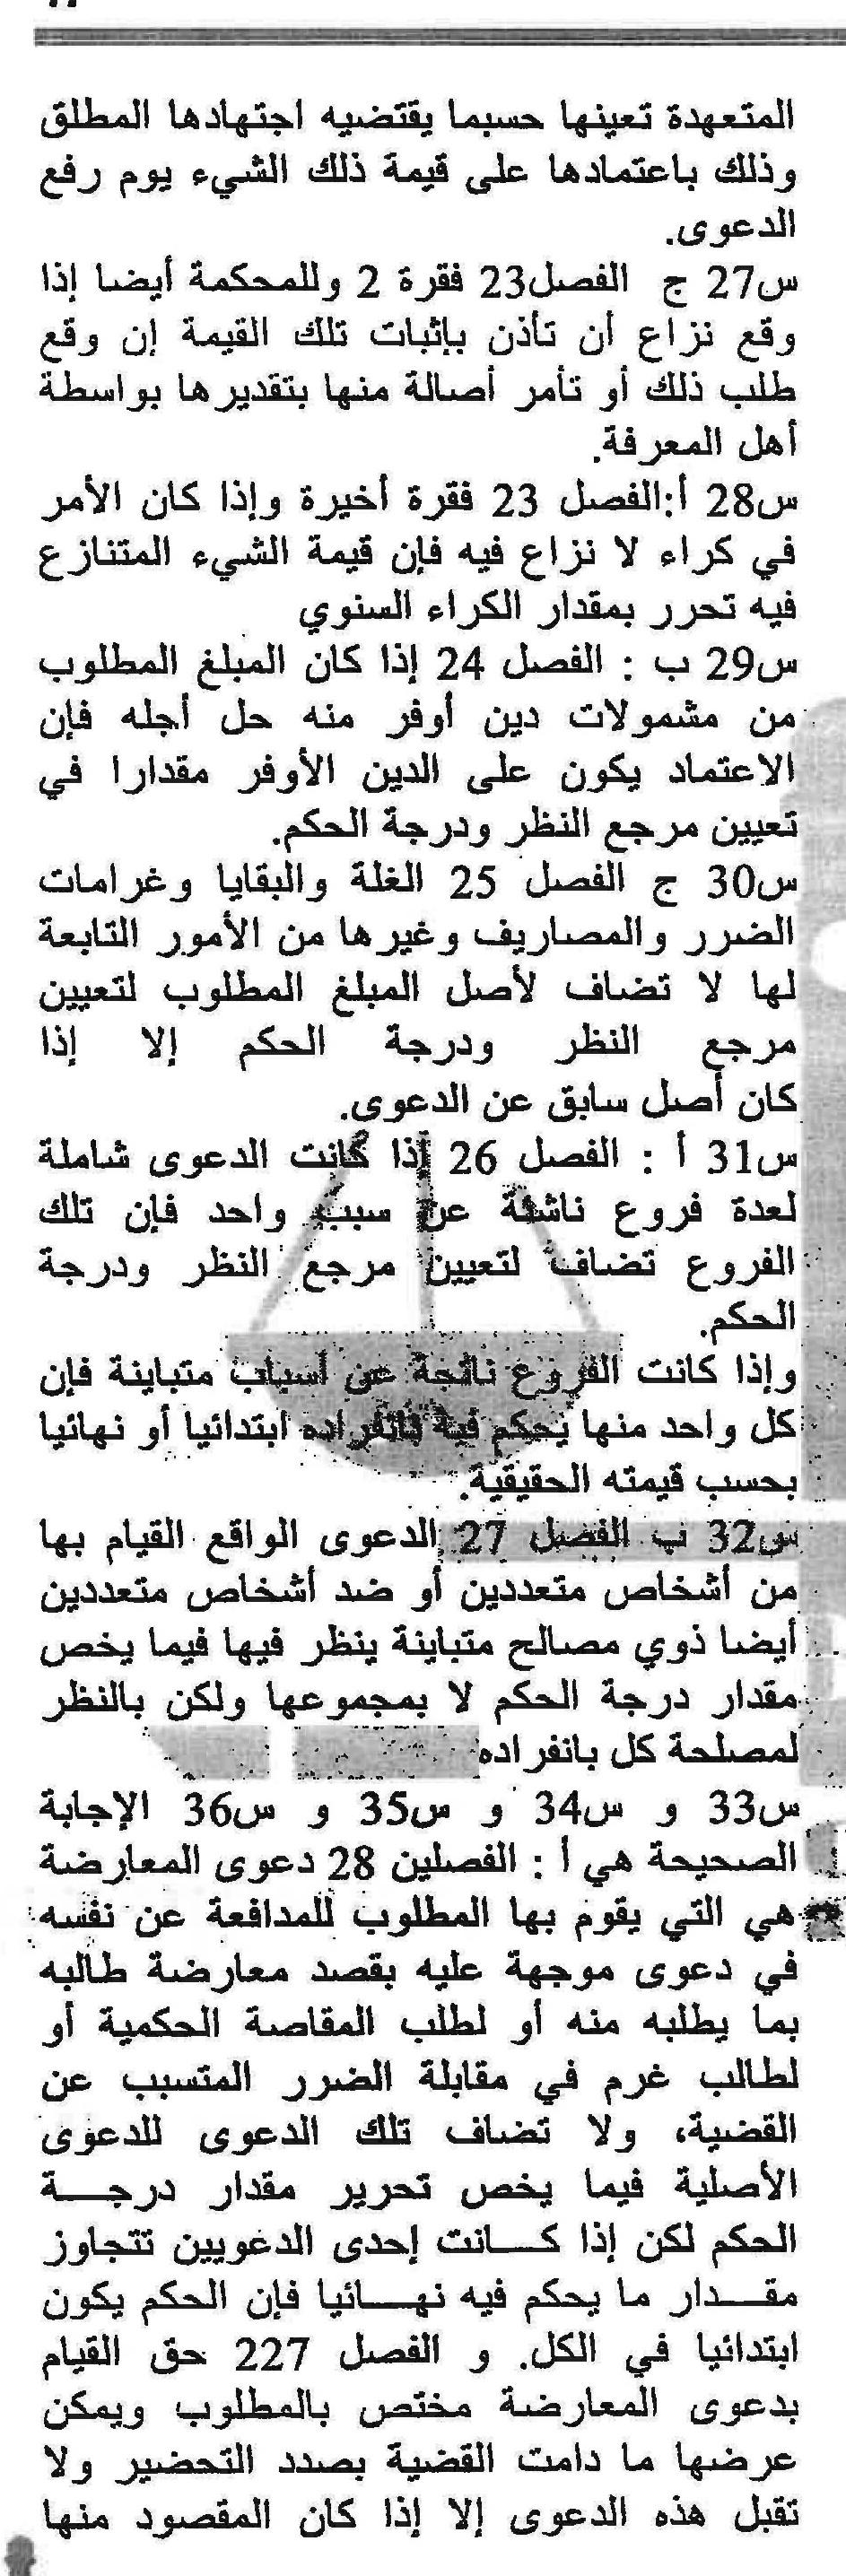 المتعهدة تعينها حسبما يقتضيه اجتهادها المطلق
وذلك باعتمادها على قيمة ذلك الشيء يوم رفع
الدعوى.
س27 ج الفصل23 فقرة 2 وللمحكمة أيضا إذا
وقع نزاع أن تأذن بإثبات تلك القيمة إن وقع
طلب ذلك أو تأمر أصالة منها بتقديرها بواسطة
أهل المعرفة.
س28 أ:الفصل 23 فقرة أخيرة وإذا كان الأمر
في كراء لا نزاع فيه فإن قيمة الشيء المتنازع
فيه تحرر بمقدار الكراء السنوي
س29 ب : الفصل 24 إذا كان المبلغ المطلوب
من مشمولات دين أوفر منه حل أجله فإن
الاعتماد يكون على الدين الأوفر مقدارا في
تعيين مرجع النظر ودرجة الحكم.
س30 ج الفصل 25 الغلة والبقايا وغرامات
الضرر والمصاريف وغيرها من الأمور التابعة
لها لا تضاف لأصل المبلغ المطلوب لتعيين
مرجع النظر ودرجة الحكم إلا إذا
كان أصل سابق عن الدعوى.
س31 أ : الفصل 26 إذا كانت الدعوى شاملة
لعدة فروع ناشئة عن سبب واحد فإن تلك
الفروع تضاف لتعيين مرجع النظر ودرجة
الحكم.
وإذا كانت الفروع ناتجة عن أسباب متباينة فإن
كل واحد منها يحكم فيه بانفراده ابتدائيا أو نهائيا
بحسب قيمته الحقيقية.
س32 ب الفصل 27 الدعوى الواقع القيام بها
من أشخاص متعددين أو ضد أشخاص متعددين
أيضا ذوي مصالح متباينة ينظر فيها فيما يخص
مقدار درجة الحكم لا بمجموعها ولكن بالنظر
لمصلحة كل بانفراده
س33 و س34 و س35 و س36 الإجابة
الصحيحة هي أ : الفصلين 28 دعوى المعارضة
هي التي يقوم بها المطلوب للمدافعة عن نفسه
في دعوى موجهة عليه بقصد معارضة طالبه
بما يطلبه منه أو لطلب المقاصة الحكمية أو
لطالب غرم في مقابلة الضرر المتسبب عن
القضية، ولا تضاف تلك الدعوى للدعوى
الأصلية فيما يخص تحرير مقدار درجـــة
الحكم لكن إذا كـــانت إحدى الدعويين تتجاوز
مقـــدار ما يحكم فيه نهـــائيا فإن الحكم يكون
ابتدائيا في الكل. و الفصل 227 حق القيام
بدعوى المعارضة مختص بالمطلوب ويمكن
عرضها ما دامت القضية بصدد التحضير ولا
تقبل هذه الدعوى إلا إذا كان المقصود منها